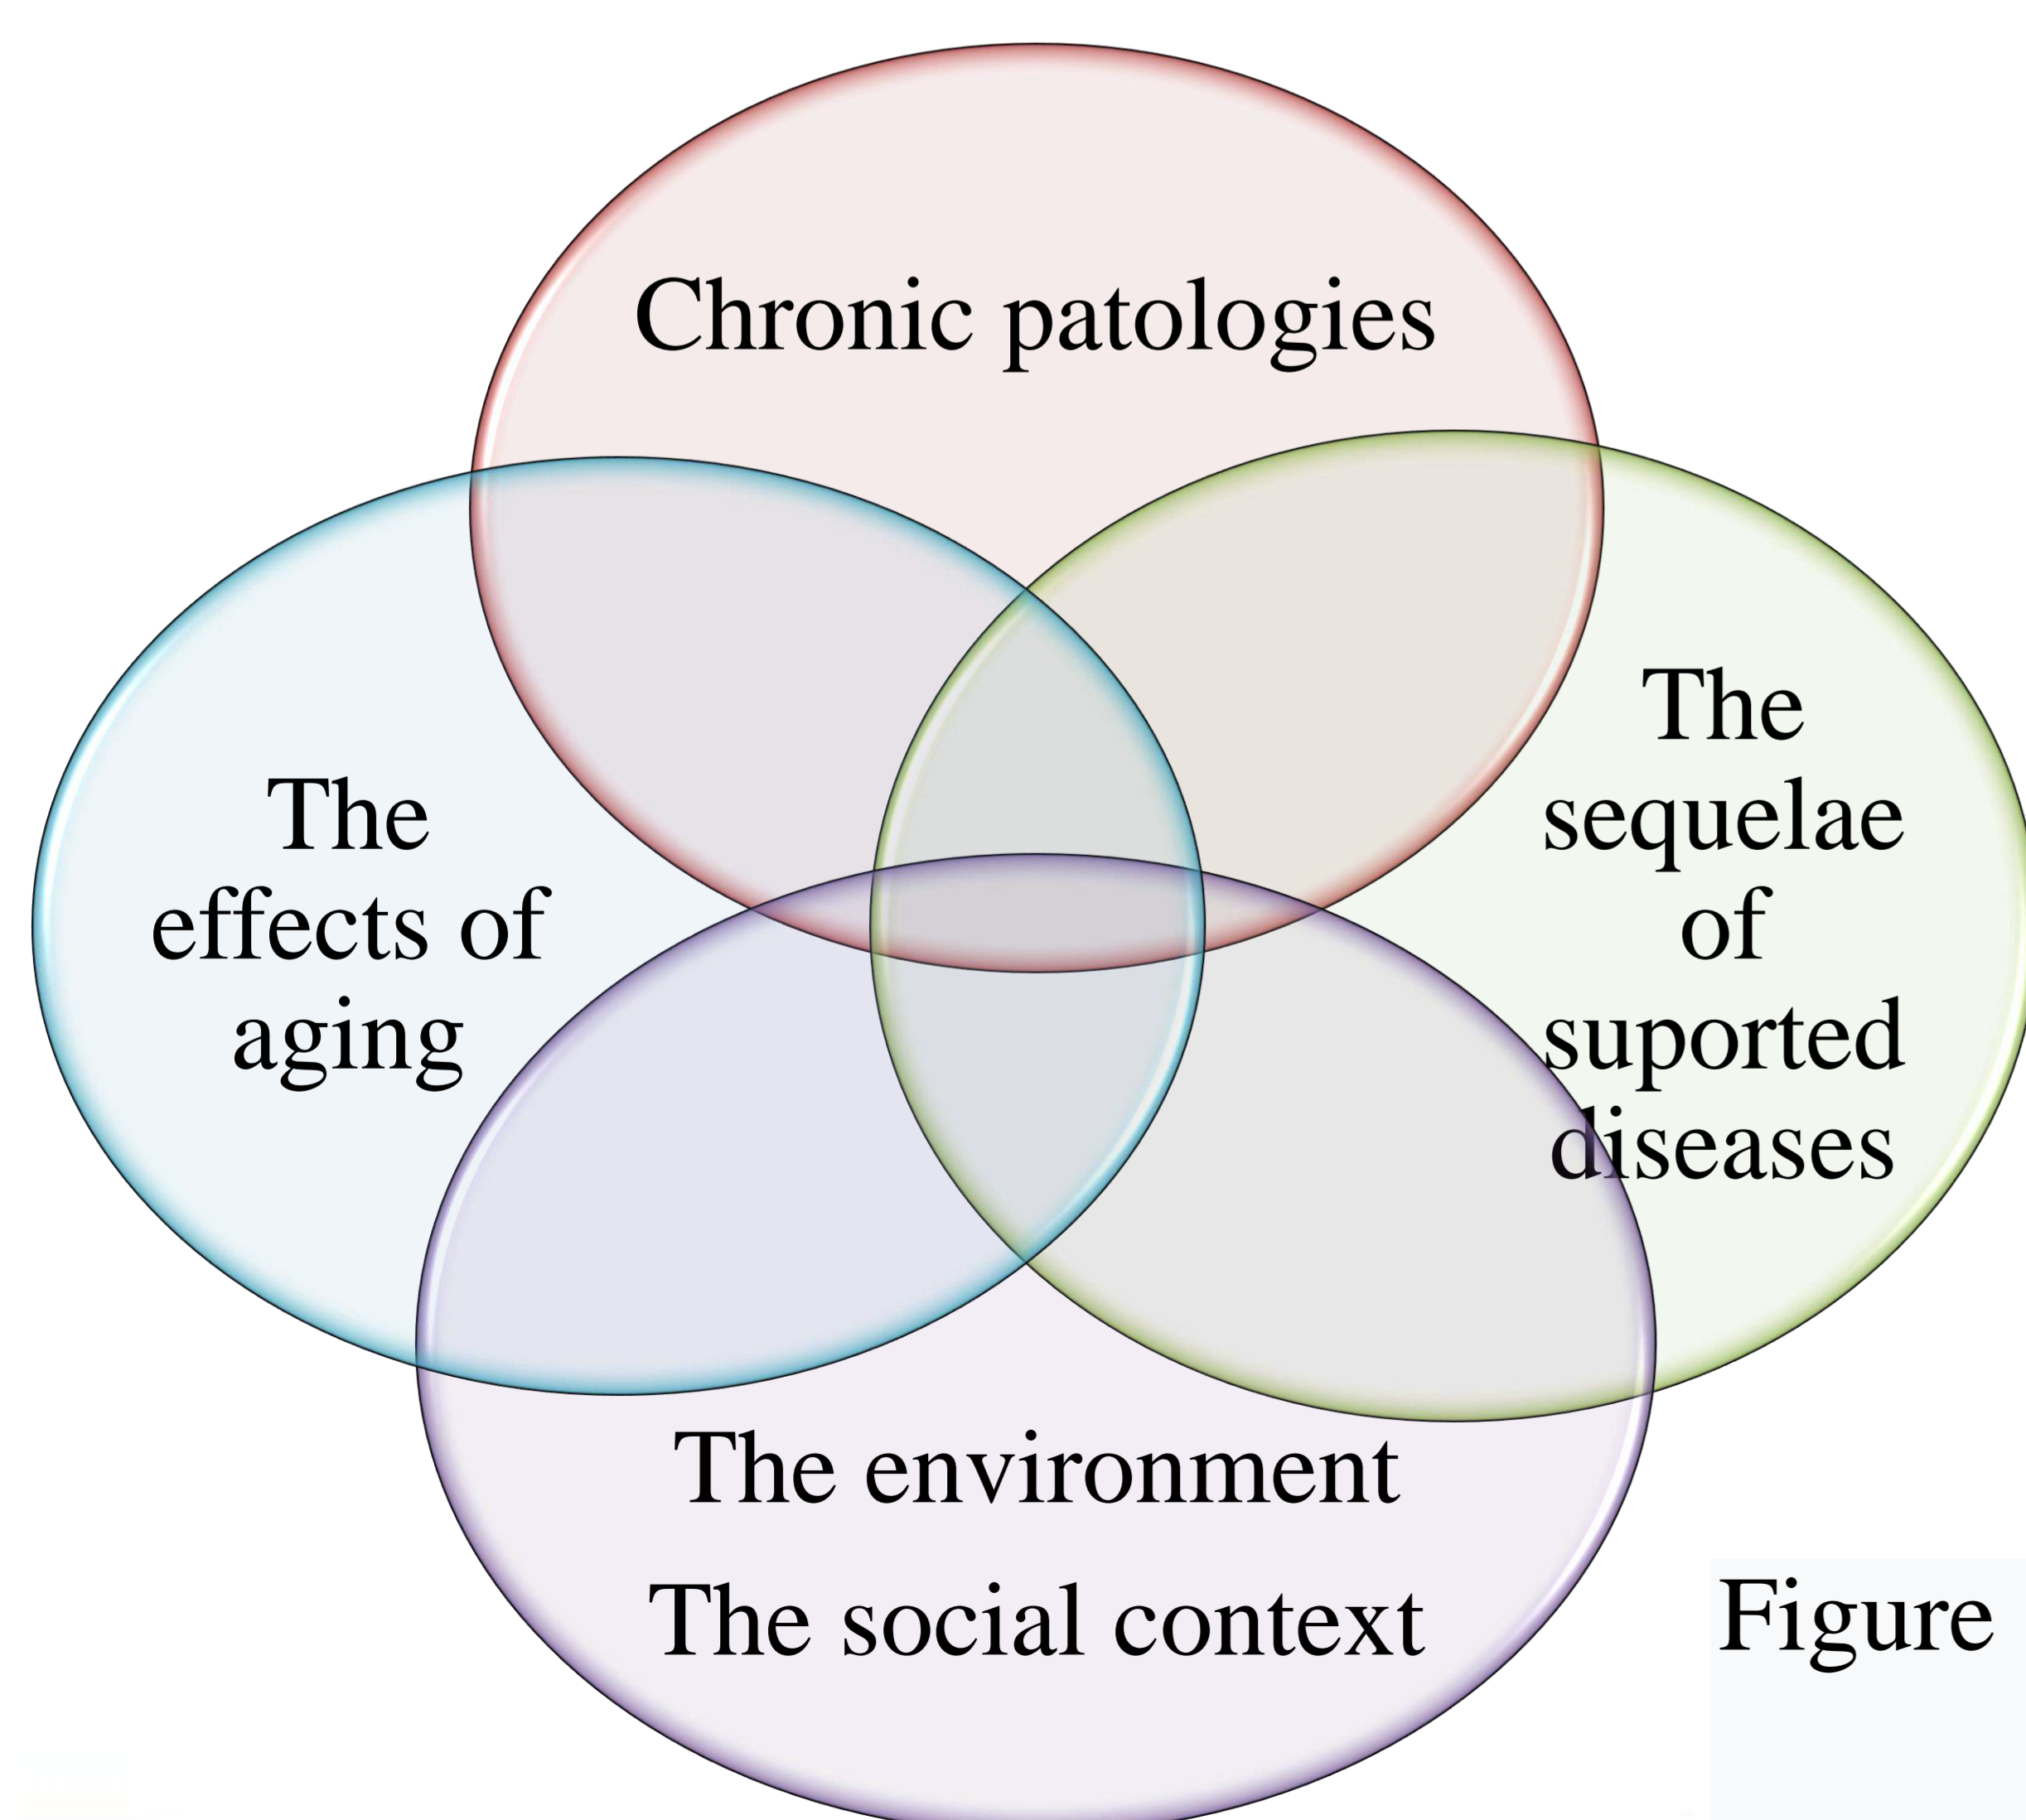 Chronic patologies
The
effects of
aging
The
sequelae
of
suported
diseases
The environment
The social context
Figure